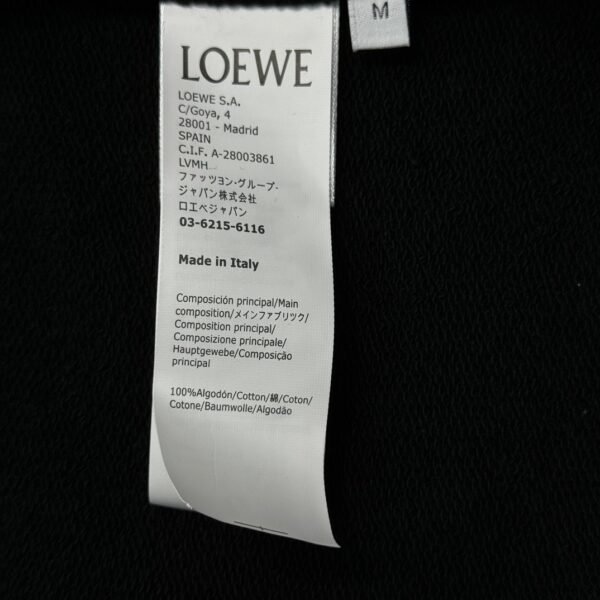 M
LOEWE
LOEWE S.A.
C/Goya, 4
28001 - Madrid
SPAIN
C.I.F. A-28003861
LVMH
ファッツョン·グループ·
ジャパン株式会社
ロエベジャパン
03-6215-6116
Made in Italy
Composición principal/Main
composition/メインファブリツク/
Composition principal/
Composizione principale/
Hauptgewebe/Composição
principal
100%Algodón/Cotton/綿/Coton/
Cotone/Baumwolle/Algodão